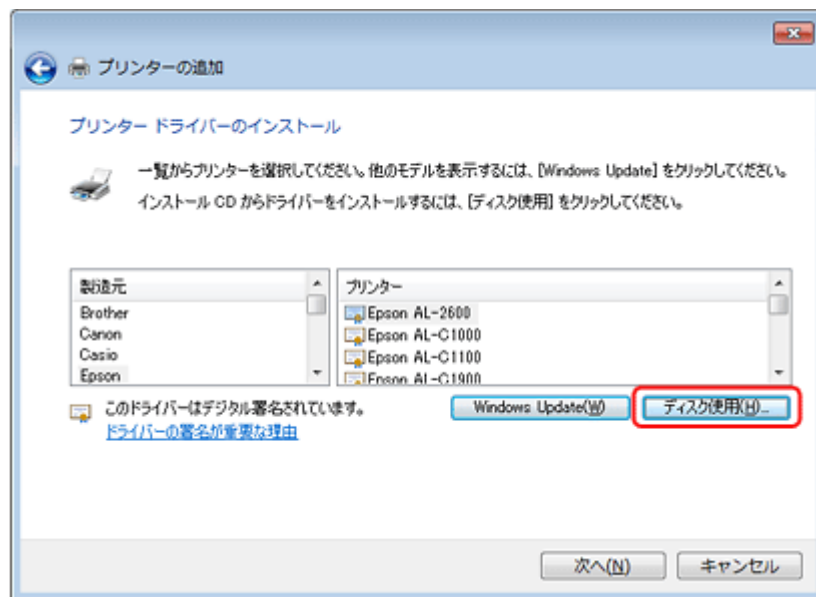 プリンターの追加
プリンター ドライバーのインストール
一覧からプリンターを選択してください。他のモデルを表示するには、[Windows Update] をクリックしてください。
インストール CD からドライバーをインストールするには、[ディスク使用] をクリックしてください。
製造元
プリンター
Brother
Epson AL-2600
Canon
Epson AL-C1000
Casio
Epson AL-C1100
Epson
Epson AL-C1900
このドライバーはデジタル署名されています。
Windows Update(W)
ディスク使用(H)...
ドライバーの署名が重要な理由
次へ(N)
キャンセル